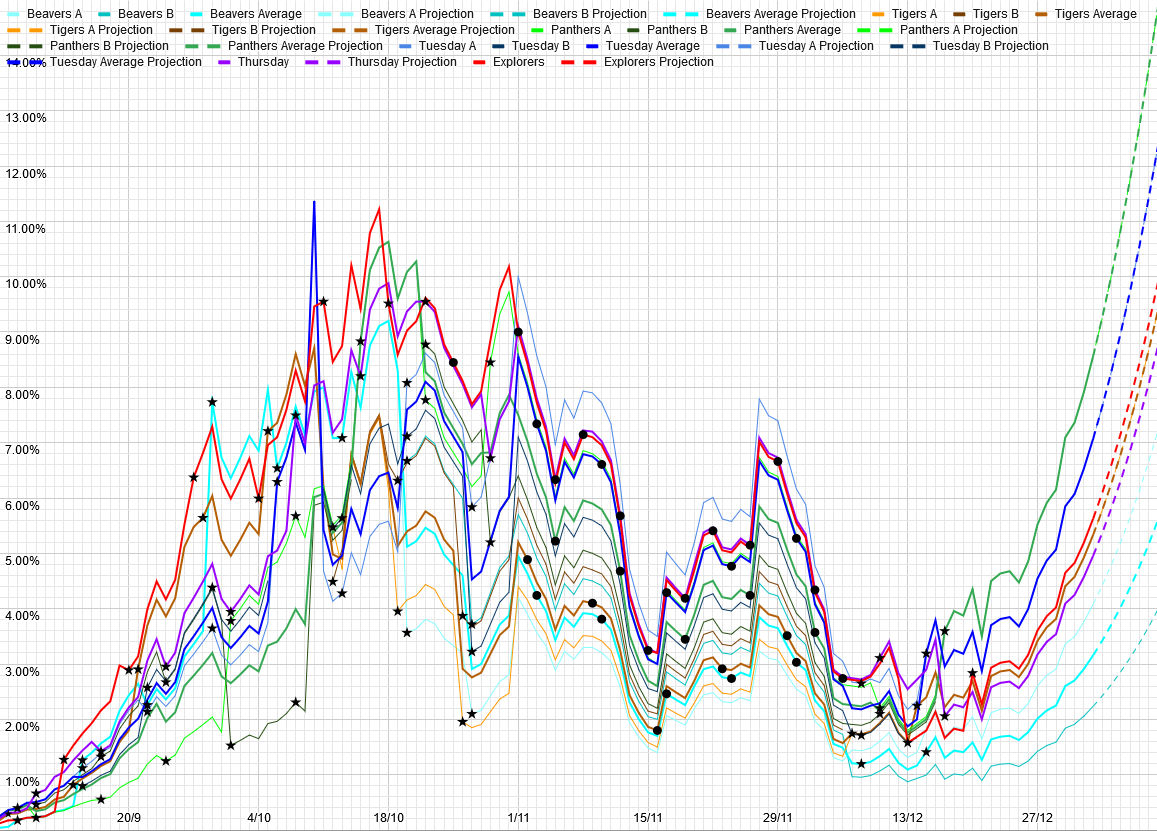 Beavers A Beavers B Beavers Average Beavers A Projection Beavers B Projection Beavers Average Projection Tigers A Tigers B Tigers Average
Tigers A Projection Tigers B Projection Tigers Average Projection Panthers A Panthers B Panthers Average Panthers A Projection
Panthers B Projection Panthers Average Projection Tuesday A Tuesday B Tuesday Average Tuesday A Projection Tuesday B Projection
Tuesday Average Projection Thursday Thursday Projection Explorers Explorers Projection
14.00%
13.00%
12.00%
11.00%
10.00%
9.00%
8.00%
7.00%
6.00%
5.00%
4.00%
3.00%
2.00%
1.00%
20/9 4/10 18/10 1/11 15/11 29/11 13/12 27/12